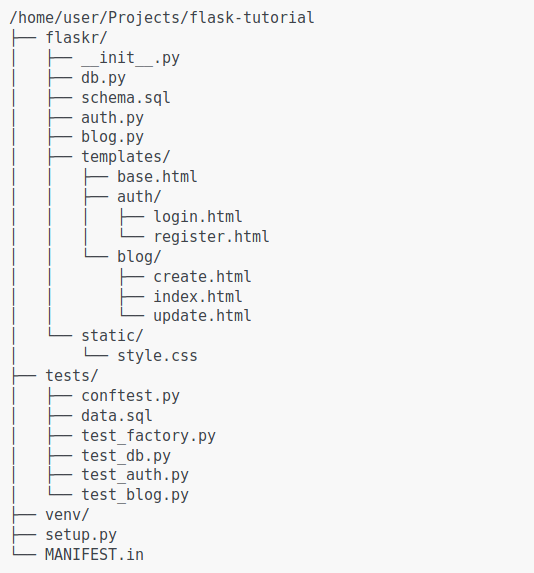 /home/user/Projects/flask-tutorial
├── flaskr/
│   ├── __init__.py
│   ├── db.py
│   ├── schema.sql
│   ├── auth.py
│   ├── blog.py
│   ├── templates/
│   │   ├── base.html
│   │   ├── auth/
│   │   │   ├── login.html
│   │   │   └── register.html
│   │   └── blog/
│   │       ├── create.html
│   │       ├── index.html
│   │       └── update.html
│   └── static/
│       └── style.css
├── tests/
│   ├── conftest.py
│   ├── data.sql
│   ├── test_factory.py
│   ├── test_db.py
│   ├── test_auth.py
│   └── test_blog.py
├── venv/
├── setup.py
└── MANIFEST.in